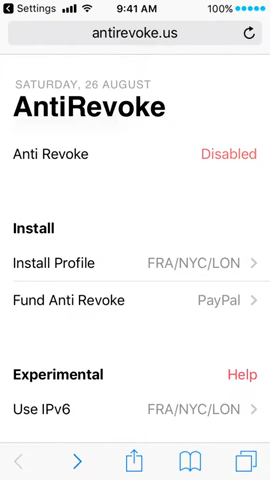 Settings 9:41 AM 100%
antirevoke.us
SATURDAY, 26 AUGUST
AntiRevoke
Anti Revoke Disabled
Install
Install Profile FRA/NYC/LON
Fund Anti Revoke PayPal
Experimental Help
Use IPv6 FRA/NYC/LON